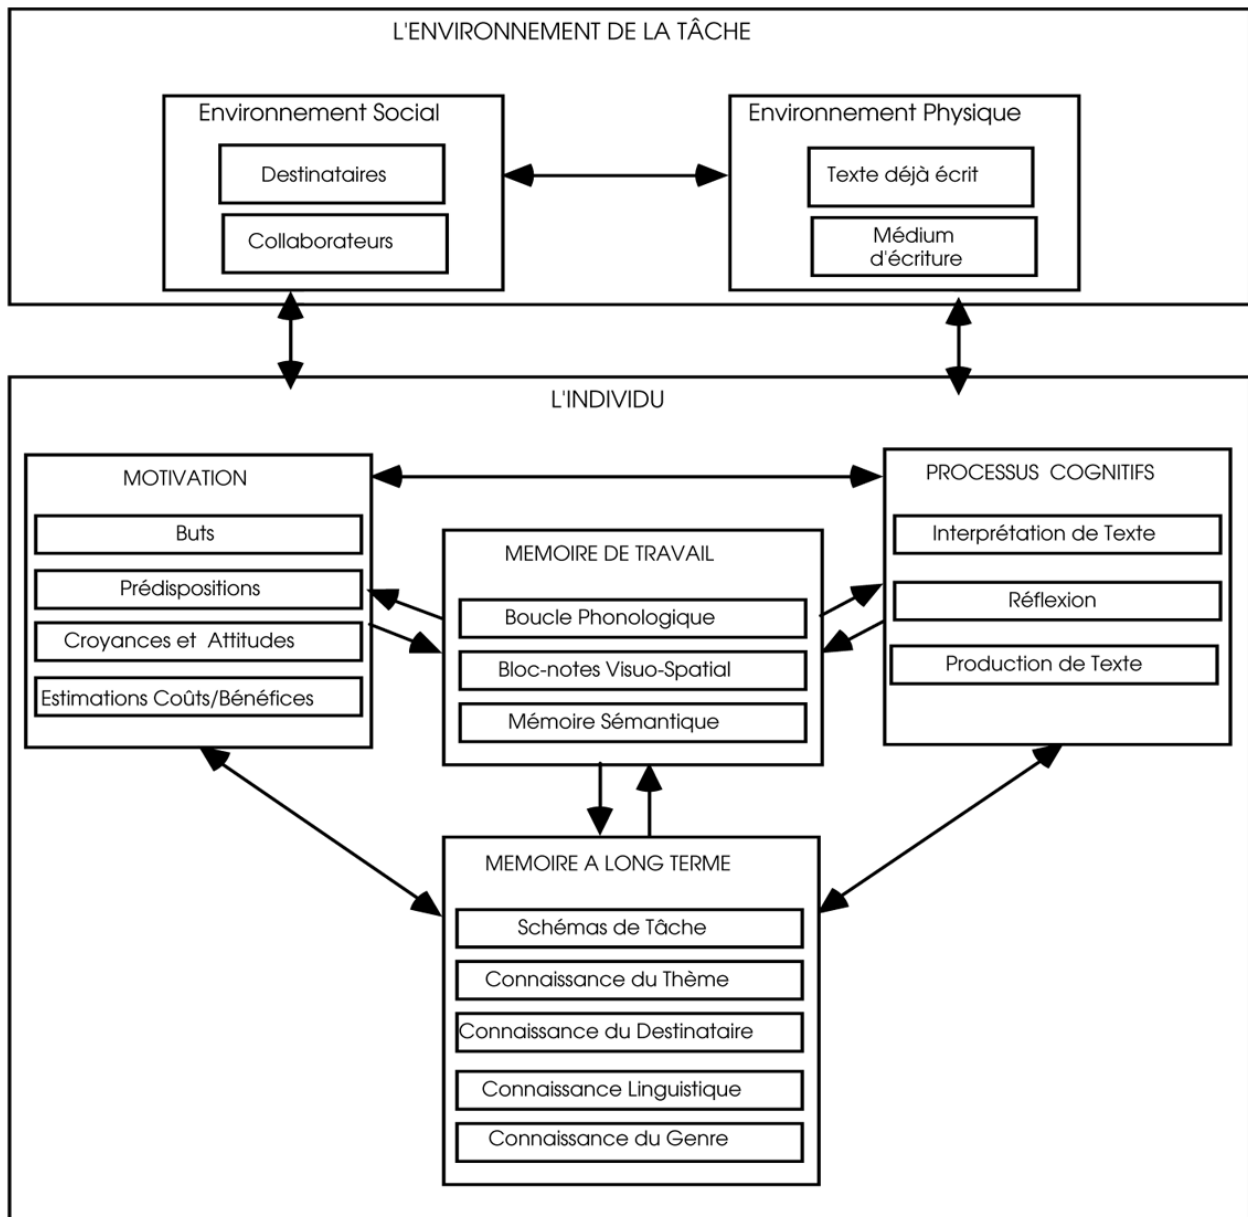 L'ENVIRONNEMENT DE LA TÂCHE
Environnement Social
Destinataires
Collaborateurs
Environnement Physique
Texte déjà écrit
Médium
d'écriture
L'INDIVIDU
MOTIVATION
Buts
Prédispositions
Croyances et Attitudes
Estimations Coûts/Bénéfices
MEMOIRE DE TRAVAIL
Boucle Phonologique
Bloc-notes Visuo-Spatial
Mémoire Sémantique
PROCESSUS COGNITIFS
Interprétation de Texte
Réflexion
Production de Texte
MEMOIRE A LONG TERME
Schémas de Tâche
Connaissance du Thème
Connaissance du Destinataire
Connaissance Linguistique
Connaissance du Genre